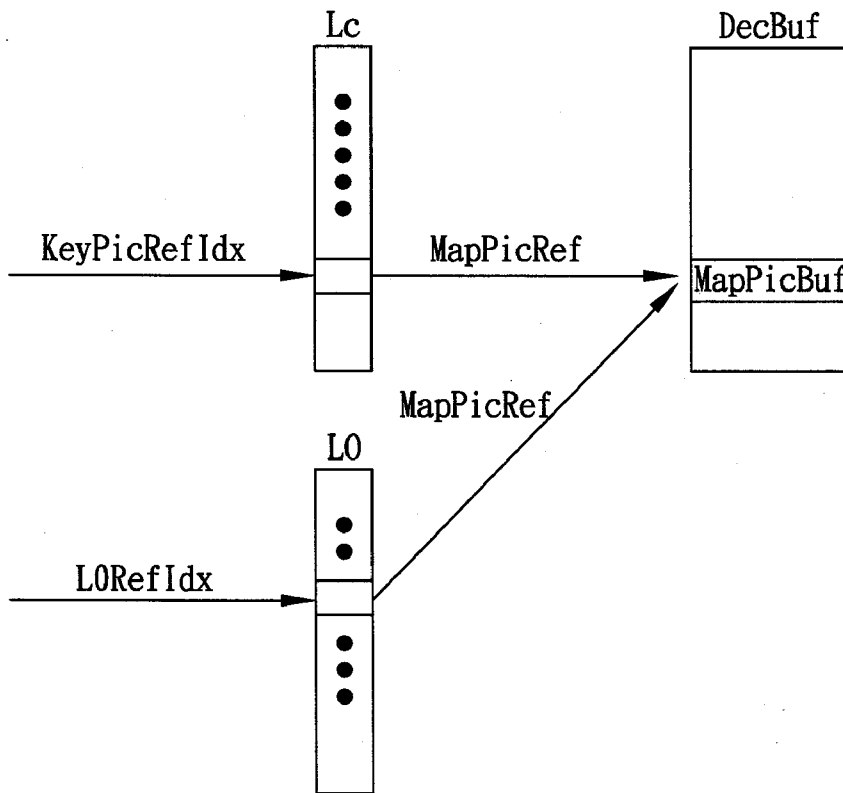 Lc
DecBuf
KeyPicRefIdx
MapPicRef
MapPicBuf
MapPicRef
L0
L0RefIdx